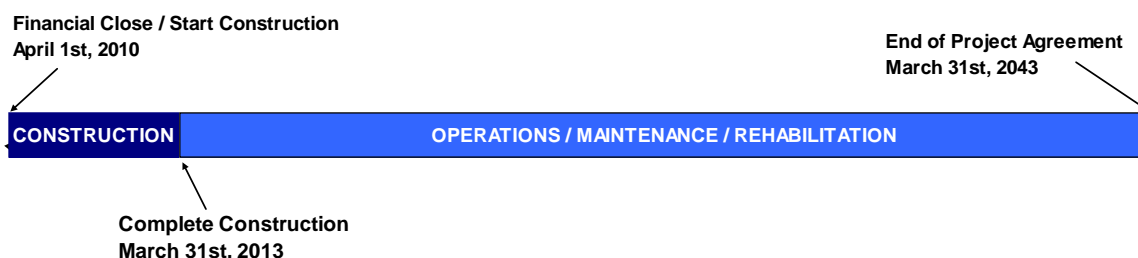 Financial Close / Start Construction
April 1st, 2010
End of Project Agreement
March 31st, 2043
CONSTRUCTION
OPERATIONS / MAINTENANCE / REHABILITATION
Complete Construction
March 31st, 2013